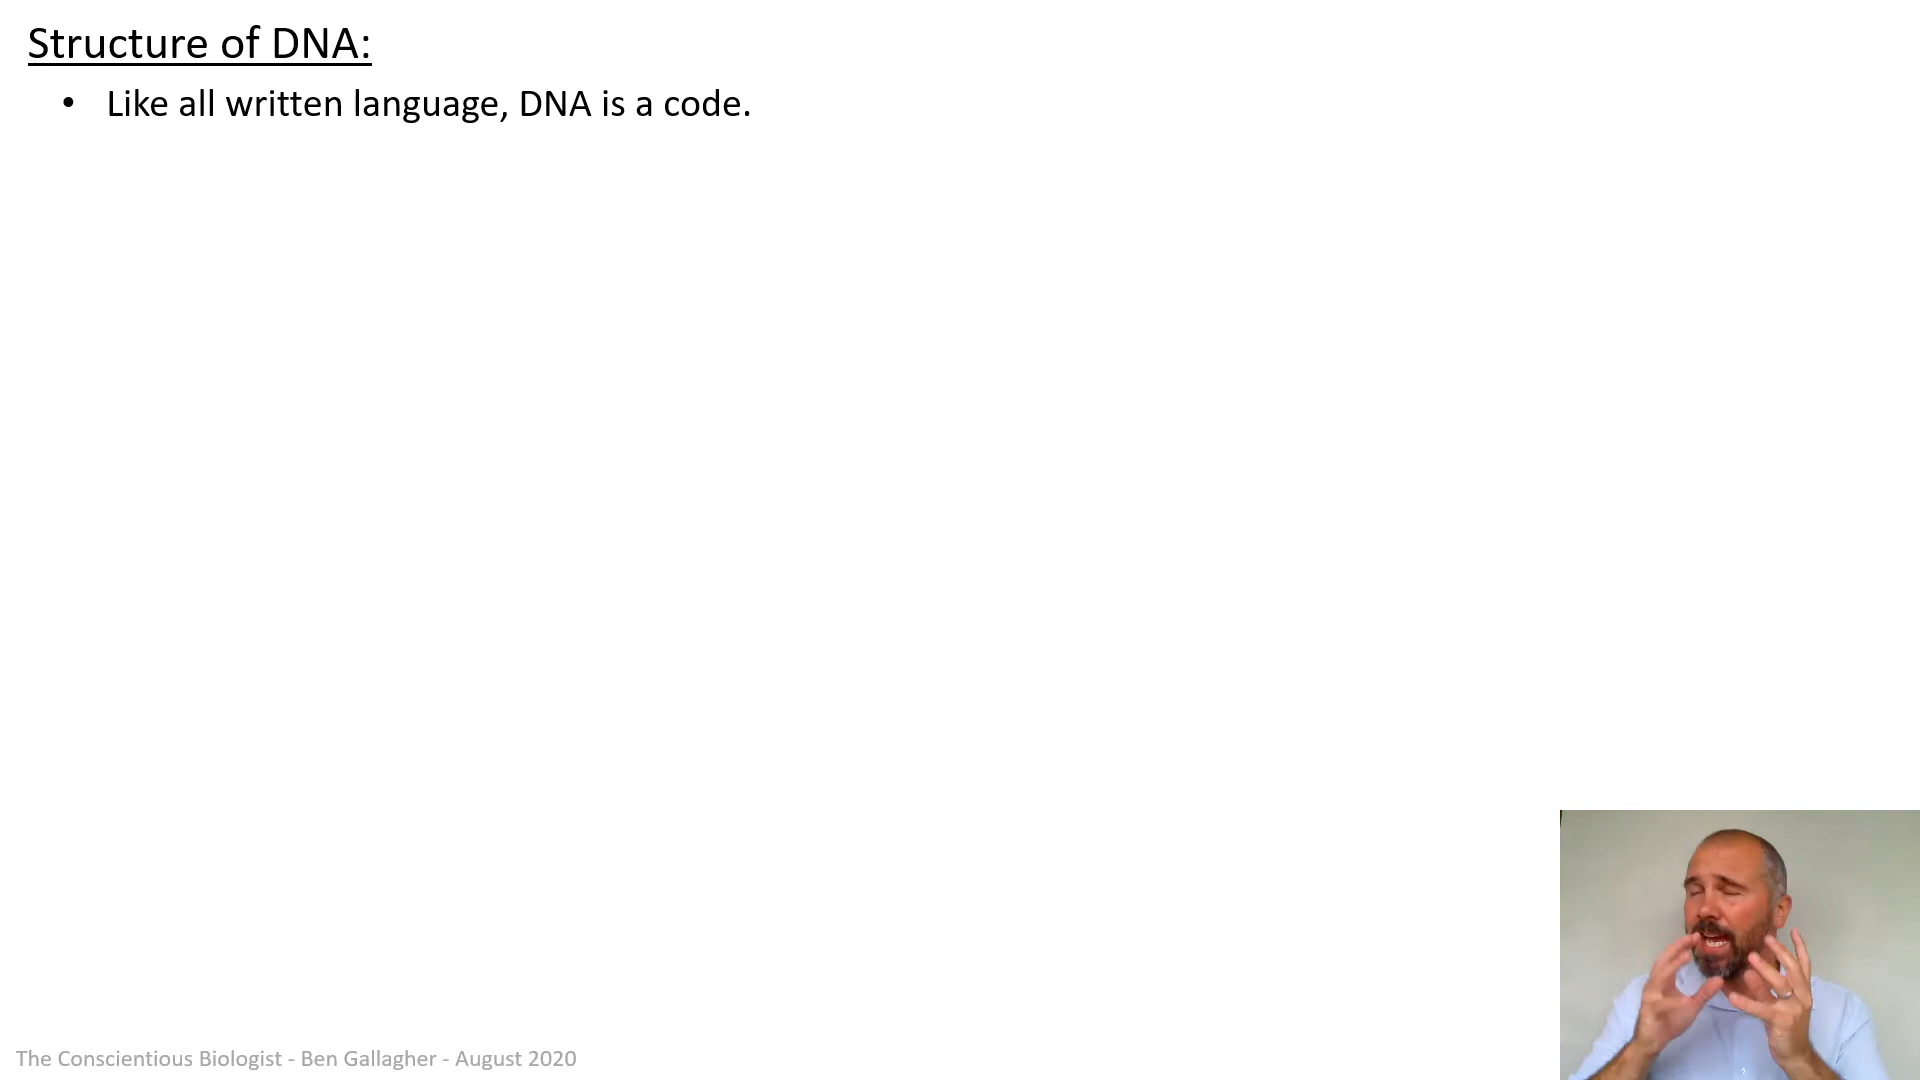 Structure of DNA:
• Like all written language, DNA is a code.
The Conscientious Biologist - Ben Gallagher - August 2020